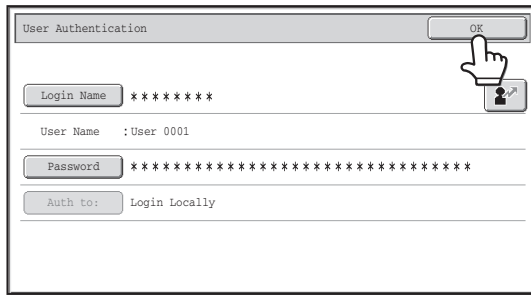 User Authentication
OK
Login Name ********
User Name :User 0001
Password ********************************
Auth to: Login Locally